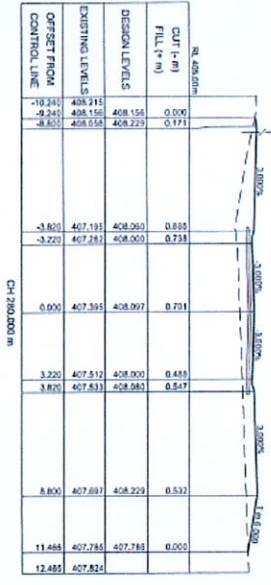 3.000% -3.000% -3.000% 3.000% 1 in 6.000
RL 405.00m
CUT (- m)
FILL (+ m) 0.000 0.171 0.885 0.738 0.701 0.488 0.547 0.532 0.000
DESIGN LEVELS 408.156 408.229 408.080 408.000 408.097 408.000 408.080 408.229 407.785
EXISTING LEVELS 408.215 408.156 408.058 407.195 407.262 407.395 407.512 407.533 407.697 407.785 407.824
OFFSET FROM
CONTROL LINE -10.240 -9.240 -8.800 -3.820 -3.220 0.000 3.220 3.820 8.800 11.465 12.465
CH 280.000 m